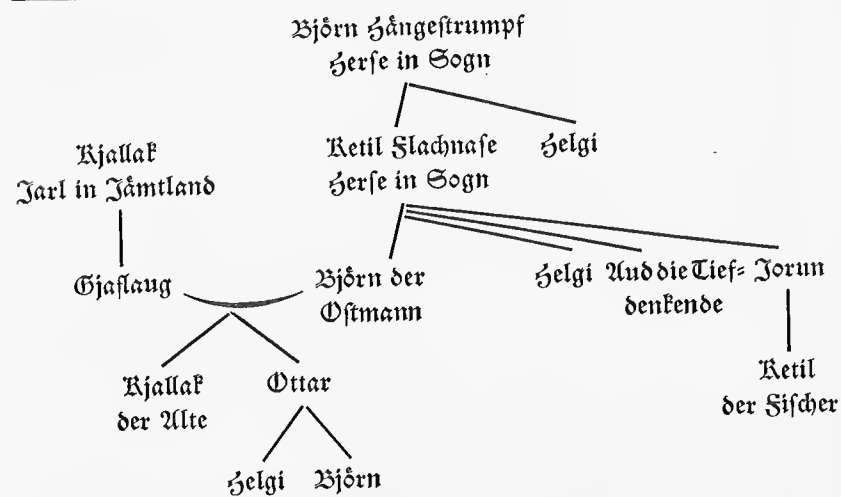 Björn Hängestrumpf
Herse in Sogn
Ketil Flachnase
Herse in Sogn
Helgi
Kjallak
Jarl in Jämtland
Gjaflaug
Björn der
Ostmann
Helgi
Aud die Tief-
denkende
Jorun
Kjallak
der Alte
Ottar
Ketil
der Fischer
Helgi
Björn